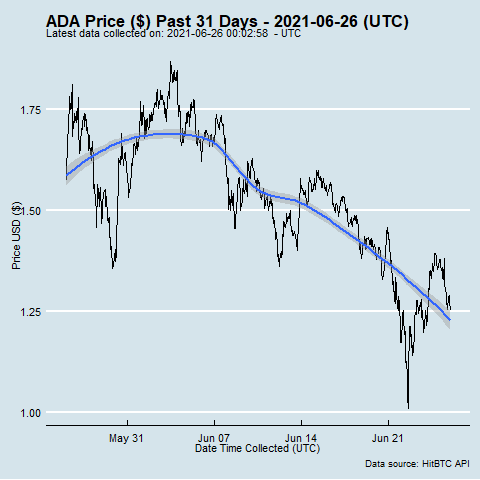 ADA Price ($) Past 31 Days - 2021-06-26 (UTC)
Latest data collected on: 2021-06-26 00:02:58 - UTC
Price USD ($)
1.75
1.50
1.25
1.00
May 31
Jun 07
Jun 14
Jun 21
Date Time Collected (UTC)
Data source: HitBTC API